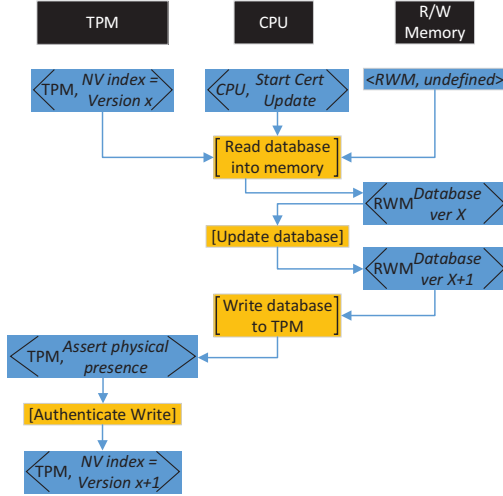 TPM
CPU
R/W
Memory
TPM, NV index =
Version x
CPU, Start Cert
Update
<RWM, undefined>
[Read database
into memory]
RWM Database
ver X
[Update database]
RWM Database
ver X+1
[Write database
to TPM]
TPM, Assert physical
presence
[Authenticate Write]
TPM, NV index =
Version x+1